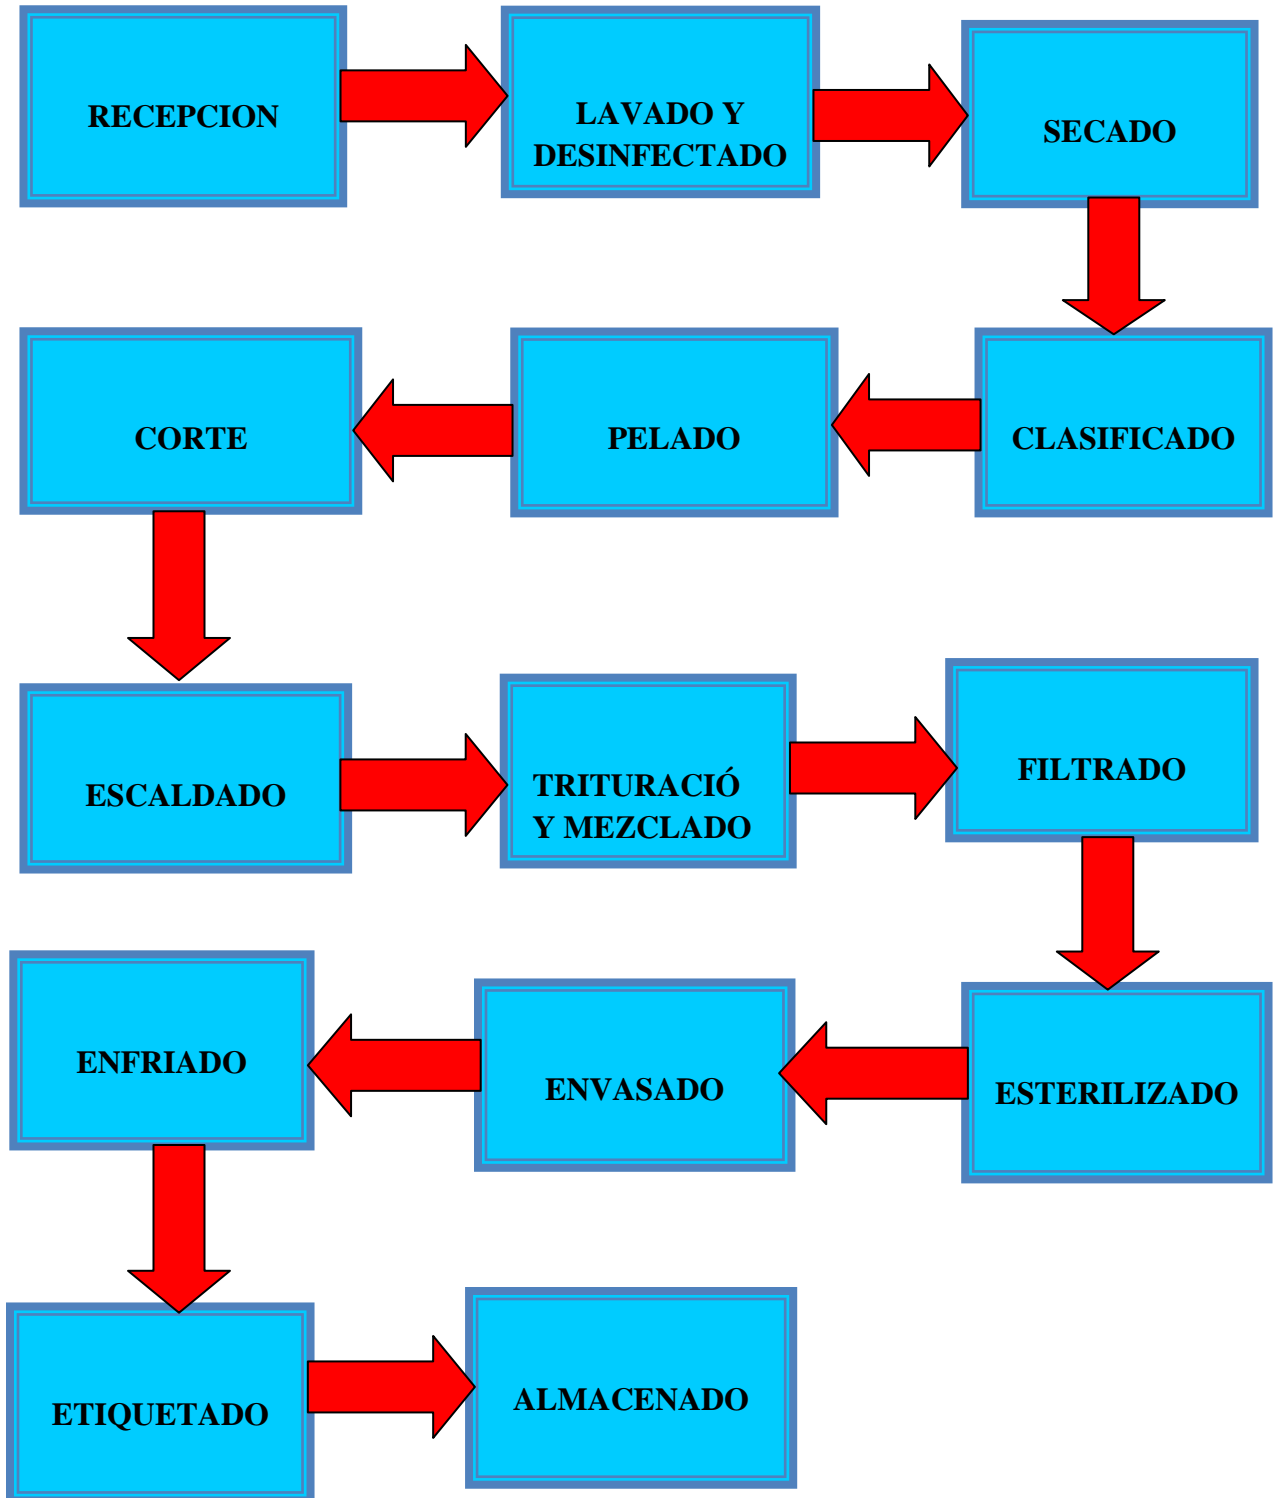 RECEPCION
LAVADO Y
DESINFECTADO
SECADO
CLASIFICADO
PELADO
CORTE
ESCALDADO
TRITURACIÓ
Y MEZCLADO
FILTRADO
ESTERILIZADO
ENVASADO
ENFRIADO
ETIQUETADO
ALMACENADO